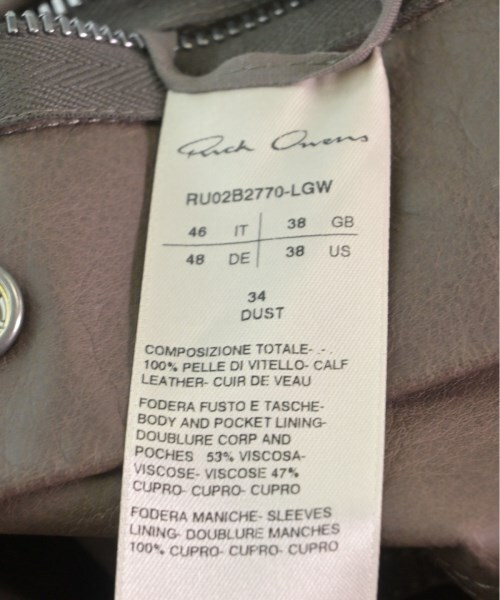 Rick Owens
RU02B2770-LGW
46 IT 38 GB
48 DE 38 US
34
DUST
COMPOSIZIONE TOTALE- .- .
100% PELLE DI VITELLO- CALF
LEATHER- CUIR DE VEAU
FODERA FUSTO E TASCHE-
BODY AND POCKET LINING-
DOUBLURE CORP AND
POCHES 53% VISCOSA-
VISCOSE- VISCOSE 47%
CUPRO- CUPRO- CUPRO
FODERA MANICHE- SLEEVES
LINING- DOUBLURE MANCHES
100% CUPRO- CUPRO- CUPRO